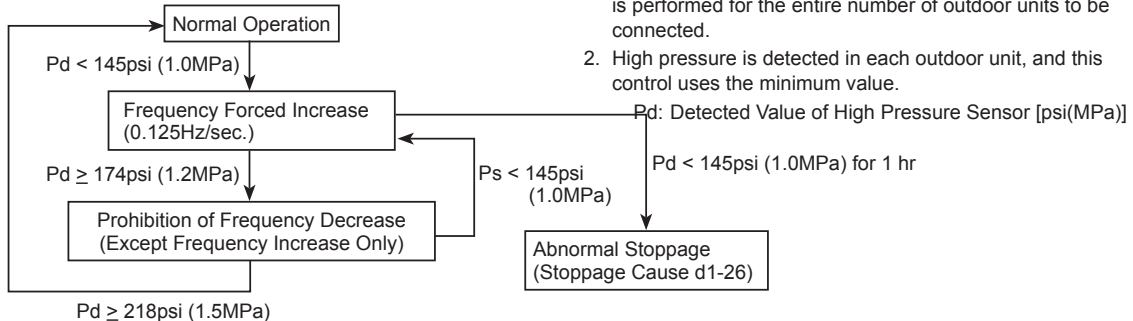 Normal Operation
Pd < 145psi (1.0MPa)
Frequency Forced Increase
(0.125Hz/sec.)
Pd ≥ 174psi (1.2MPa)
Ps < 145psi
(1.0MPa)
Prohibition of Frequency Decrease
(Except Frequency Increase Only)
Pd ≥ 218psi (1.5MPa)
is performed for the entire number of outdoor units to be
connected.
2. High pressure is detected in each outdoor unit, and this
control uses the minimum value.
Pd: Detected Value of High Pressure Sensor [psi(MPa)]
Pd < 145psi (1.0MPa) for 1 hr
Abnormal Stoppage
(Stoppage Cause d1-26)